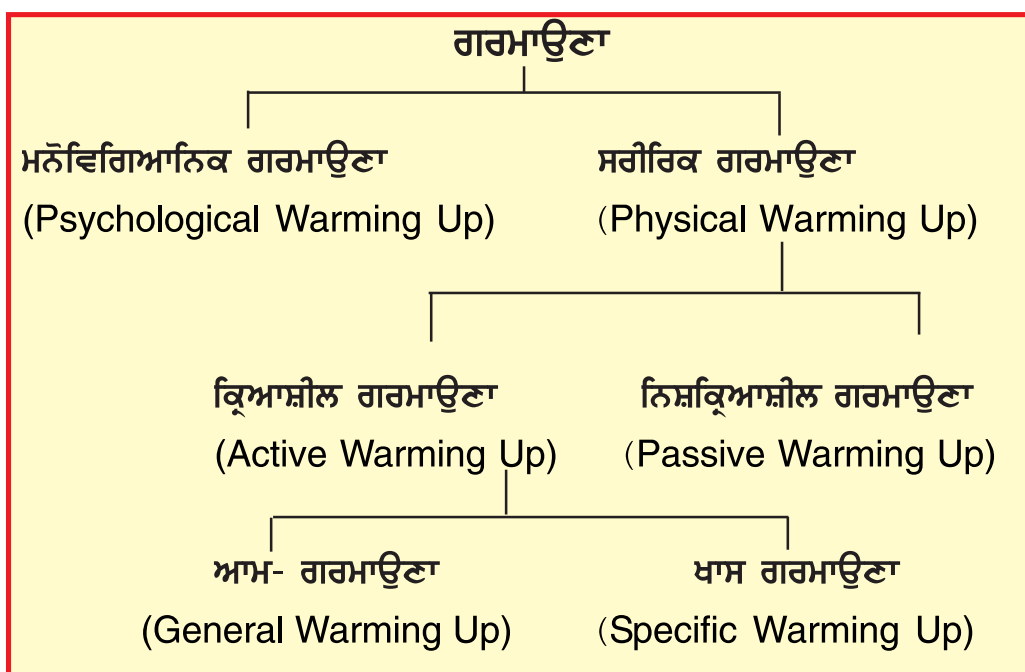 ਗਰਮਾਉਣਾ
ਮਨੋਵਿਗਿਆਨਿਕ ਗਰਮਾਉਣਾ ਸਰੀਰਿਕ ਗਰਮਾਉਣਾ
(Psychological Warming Up) (Physical Warming Up)
ਕ੍ਰਿਆਸ਼ੀਲ ਗਰਮਾਉਣਾ ਨਿਸ਼ਕ੍ਰਿਆਸ਼ੀਲ ਗਰਮਾਉਣਾ
(Active Warming Up) (Passive Warming Up)
ਆਮ- ਗਰਮਾਉਣਾ ਖਾਸ ਗਰਮਾਉਣਾ
(General Warming Up) (Specific Warming Up)